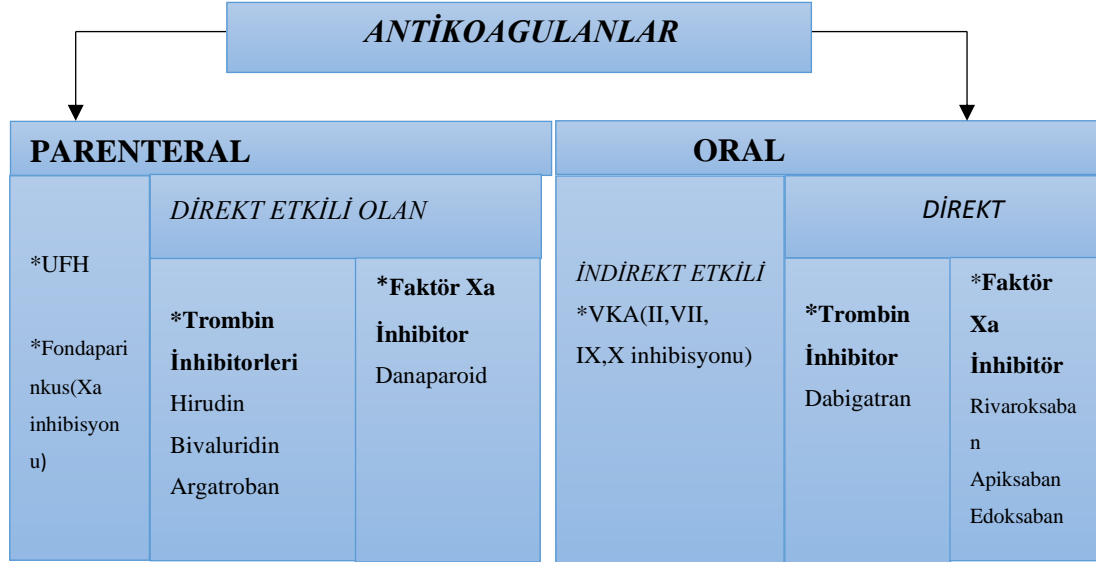 ANTİKOAGULANLAR
PARENTERAL
*UFH
*Fondapari
nkus(Xa
inhibisyon
u)
DİREKT ETKİLİ OLAN
*Trombin
İnhibitorleri
Hirudin
Bivaluridin
Argatroban
*Faktör Xa
İnhibitor
Danaparoid
ORAL
İNDİREKT ETKİLİ
*VKA(II,VII,
IX,X inhibisyonu)
DİREKT
*Trombin
İnhibitor
Dabigatran
*Faktör
Xa
İnhibitör
Rivaroksaba
n
Apiksaban
Edoksaban